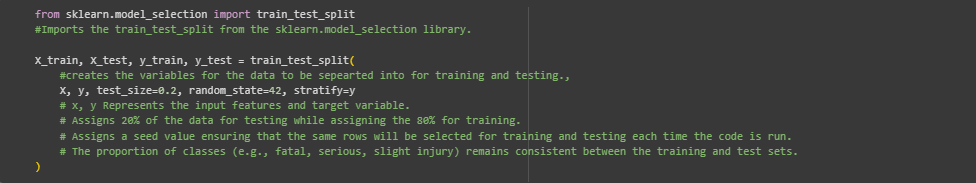 from sklearn.model_selection import train_test_split
#Imports the train_test_split from the sklearn.model_selection library.
X_train, X_test, y_train, y_test = train_test_split(
#creates the variables for the data to be sepearted into for training and testing.,
X, y, test_size=0.2, random_state=42, stratify=y
# x, y Represents the input features and target variable.
# Assigns 20% of the data for testing while assigning the 80% for training.
# Assigns a seed value ensuring that the same rows will be selected for training and testing each time the code is run.
# The proportion of classes (e.g., fatal, serious, slight injury) remains consistent between the training and test sets.
)